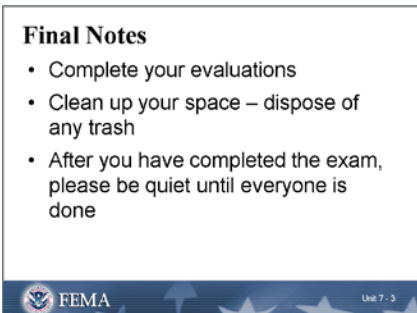 Final Notes
• Complete your evaluations
• Clean up your space – dispose of
any trash
• After you have completed the exam,
please be quiet until everyone is
done
FEMA
Unit 7 - 3